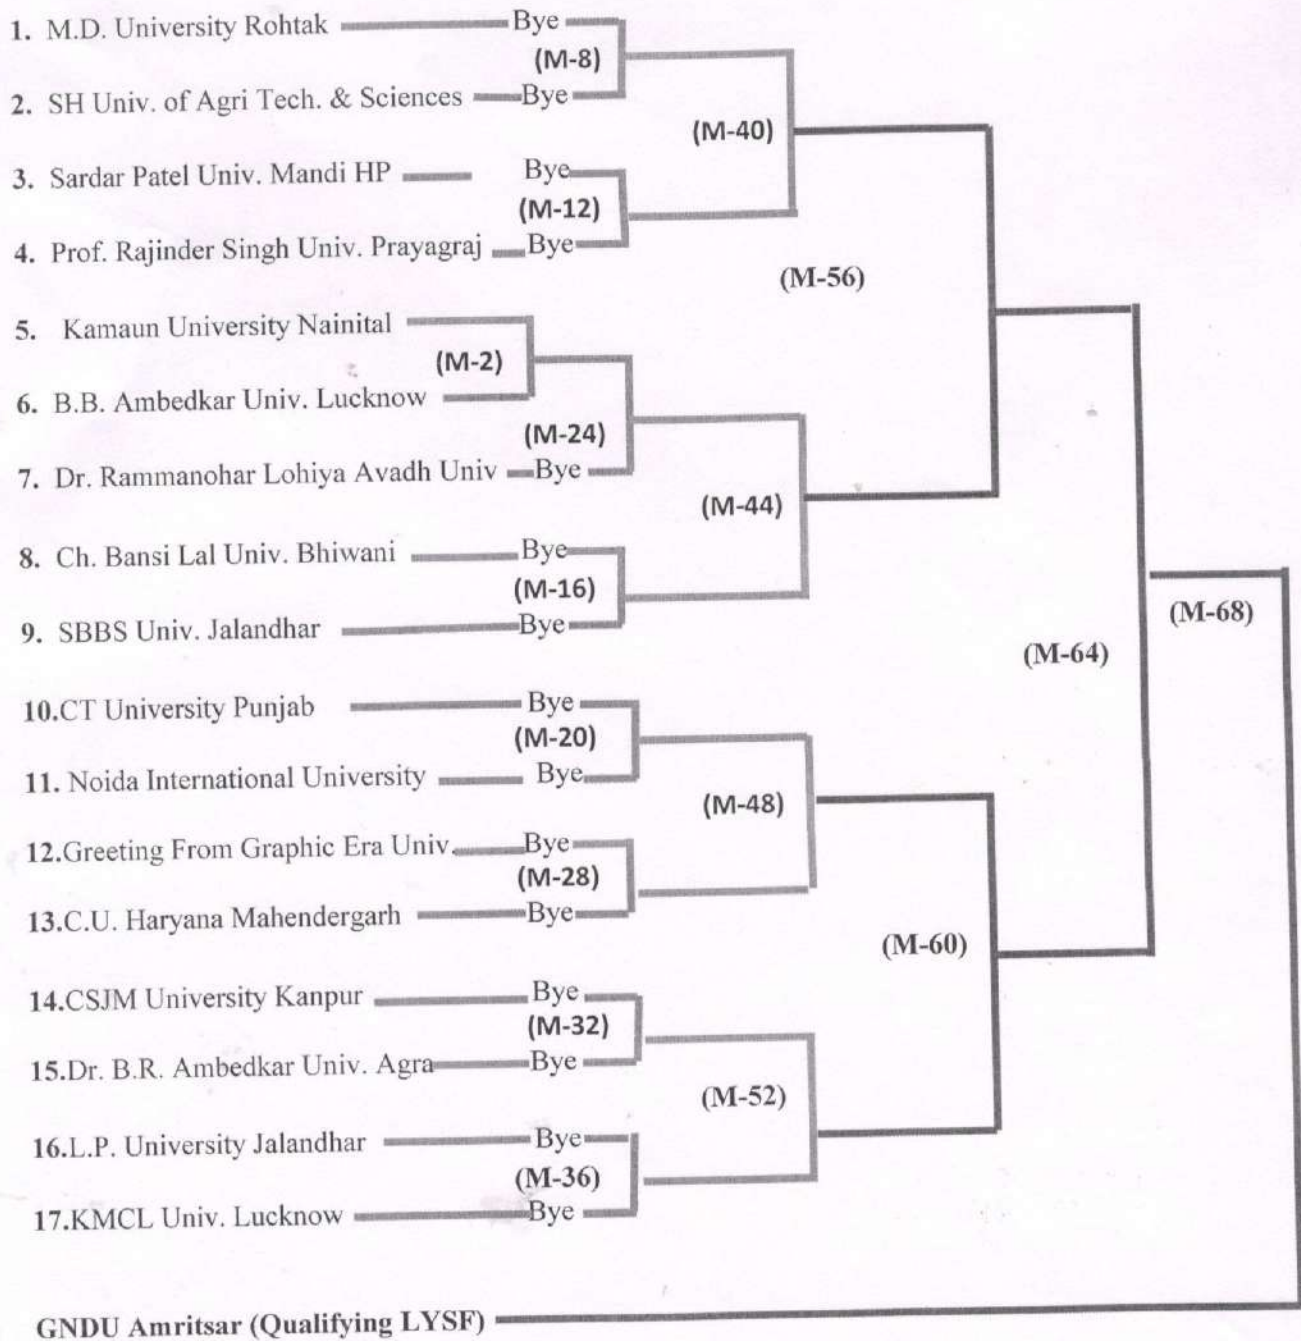 1. M.D. University Rohtak Bye
(M-8)
2. SH Univ. of Agri Tech. & Sciences Bye
(M-40)
3. Sardar Patel Univ. Mandi HP Bye
(M-12)
4. Prof. Rajinder Singh Univ. Prayagraj Bye
(M-56)
5. Kamaun University Nainital
(M-2)
6. B.B. Ambedkar Univ. Lucknow
(M-24)
7. Dr. Rammanohar Lohiya Avadh Univ Bye
(M-44)
8. Ch. Bansi Lal Univ. Bhiwani Bye
(M-16)
9. SBBS Univ. Jalandhar Bye
(M-68)
(M-64)
10.CT University Punjab Bye
(M-20)
11. Noida International University Bye
(M-48)
12.Greeting From Graphic Era Univ. Bye
(M-28)
13.C.U. Haryana Mahendergarh Bye
(M-60)
14.CSJM University Kanpur Bye
(M-32)
15.Dr. B.R. Ambedkar Univ. Agra Bye
(M-52)
16.L.P. University Jalandhar Bye
(M-36)
17.KMCL Univ. Lucknow Bye
GNDU Amritsar (Qualifying LYSF)